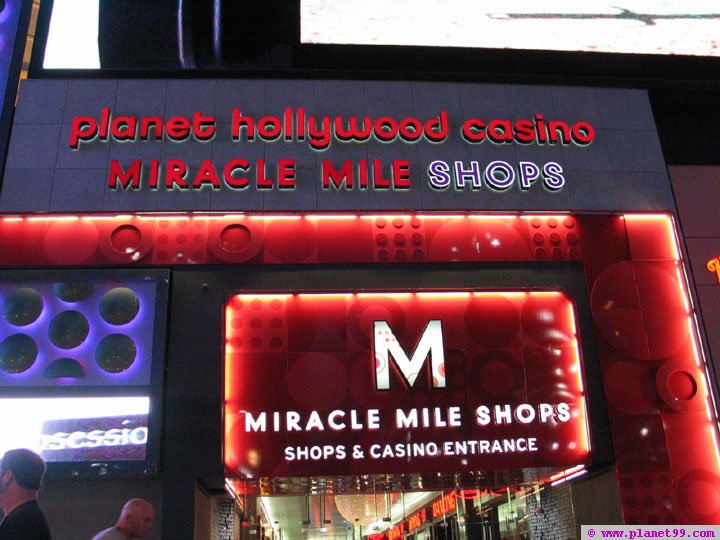 planet hollywood casino
MIRACLE MILE SHOPS
M
MIRACLE MILE SHOPS
SHOPS & CASINO ENTRANCE
www.planet99.com